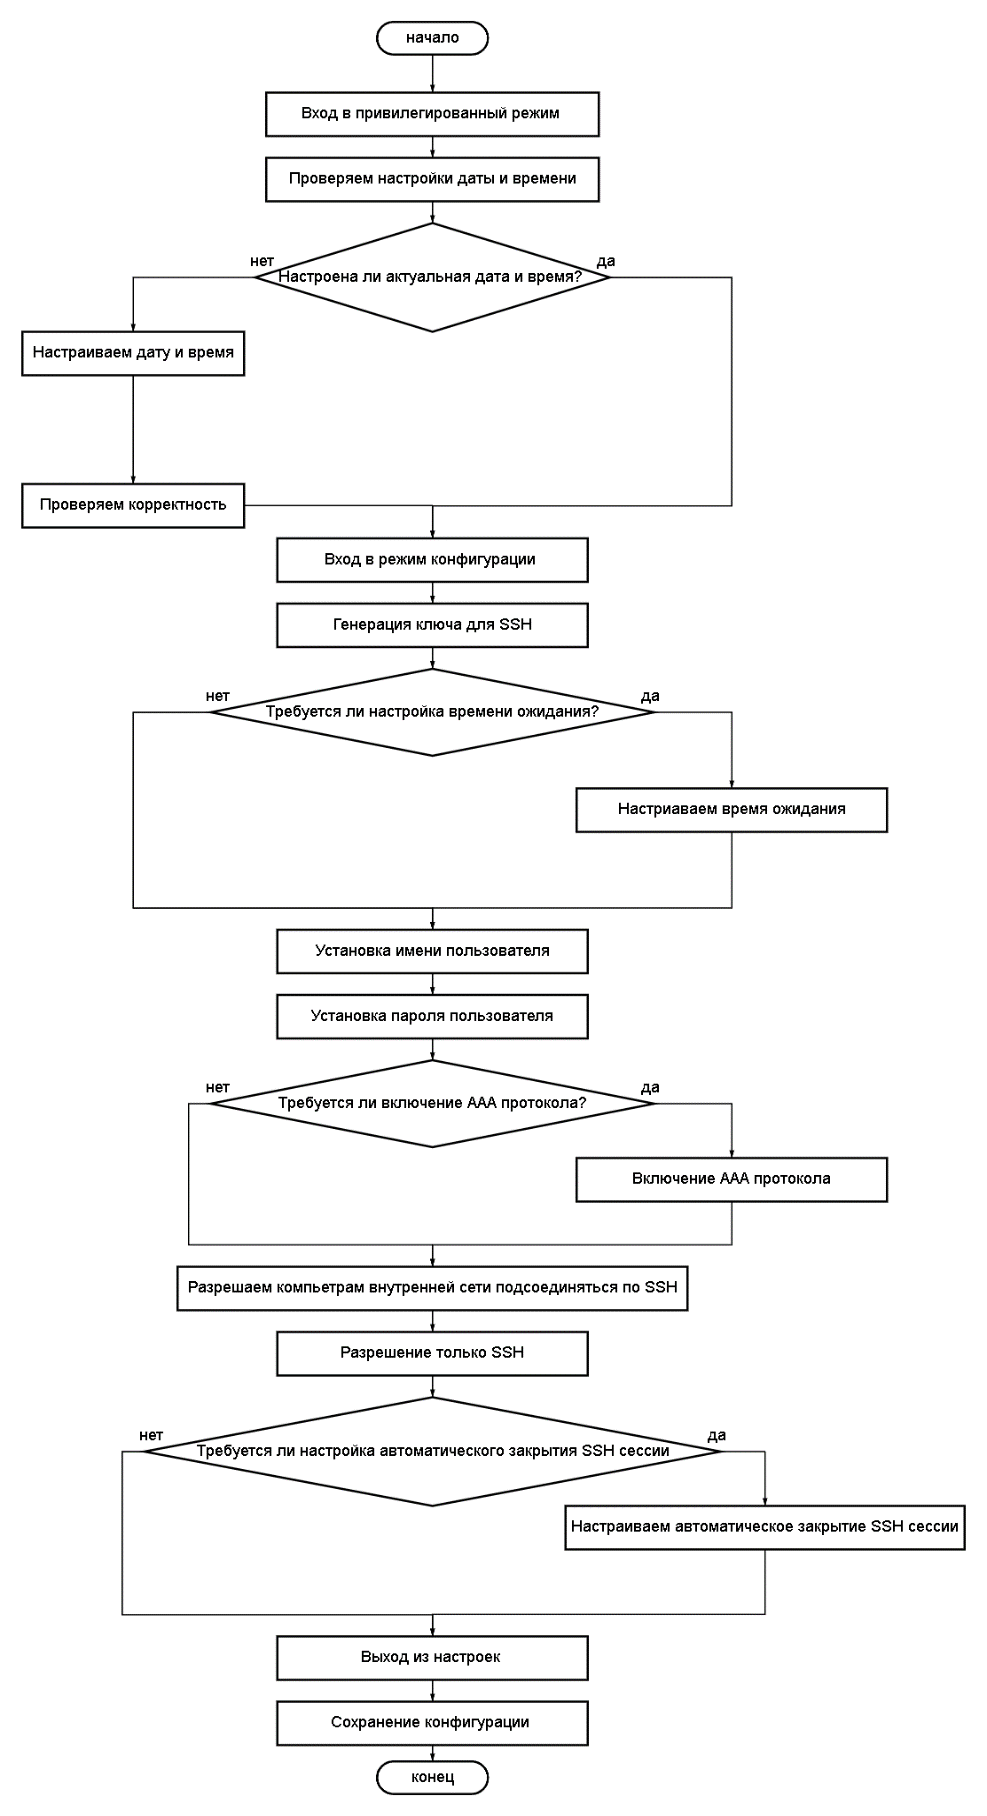 начало
Вход в привилегированный режим
Проверяем настройки даты и времени
нет
да
Настроена ли актуальная дата и время?
Настраиваем дату и время
Проверяем корректность
Вход в режим конфигурации
Генерация ключа для SSH
нет
да
Требуется ли настройка времени ожидания?
Настриаваем время ожидания
Установка имени пользователя
Установка пароля пользователя
нет
да
Требуется ли включение ААА протокола?
Включение ААА протокола
Разрешаем компьетрам внутренней сети подсоединяться по SSH
Разрешение только SSH
нет
да
Требуется ли настройка автоматического закрытия SSH сессии
Настраиваем автоматическое закрытие SSH сессии
Выход из настроек
Сохранение конфигурации
конец